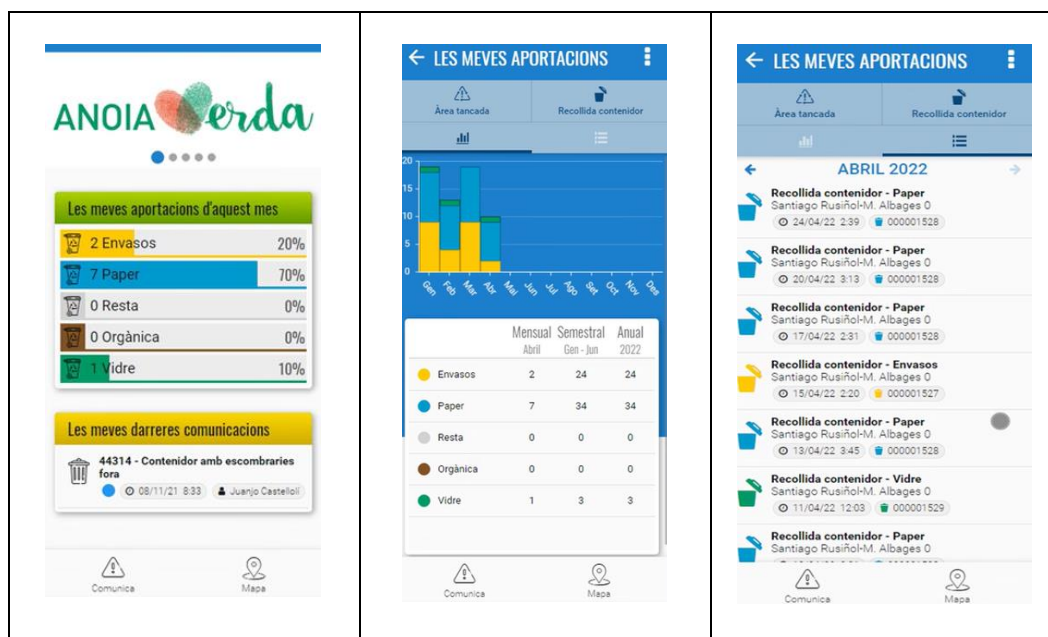 ANOIA Verda
Les meves aportacions d'aquest mes
2 Envasos 20%
7 Paper 70%
0 Resta 0%
0 Orgànica 0%
1 Vidre 10%
Les meves darreres comunicacions
44314 - Contenidor amb escombraries
fora
08/11/21 8:33 Juanjo Castellolí
Comunica Mapa
LES MEVES APORTACIONS
Àrea tancada Recollida contenidor
20
15
10
5
0
Gen Feb Mar Abr Mai Jun Jul Ago Set Oct Nov Des
Mensual Semestral Anual
Abril Gen - Jun 2022
Envasos 2 24 24
Paper 7 34 34
Resta 0 0 0
Orgànica 0 0 0
Vidre 1 3 3
Comunica Mapa
LES MEVES APORTACIONS
Àrea tancada Recollida contenidor
ABRIL 2022
Recollida contenidor - Paper
Santiago Rusiñol-M. Albages 0
24/04/22 2:39 000001528
Recollida contenidor - Paper
Santiago Rusiñol-M. Albages 0
20/04/22 3:13 000001528
Recollida contenidor - Paper
Santiago Rusiñol-M. Albages 0
17/04/22 2:31 000001528
Recollida contenidor - Envasos
Santiago Rusiñol-M. Albages 0
15/04/22 2:20 000001527
Recollida contenidor - Paper
Santiago Rusiñol-M. Albages 0
13/04/22 3:45 000001528
Recollida contenidor - Vidre
Santiago Rusiñol-M. Albages 0
11/04/22 12:03 000001529
Recollida contenidor - Paper
Santiago Rusiñol-M. Albages 0
Comunica Mapa